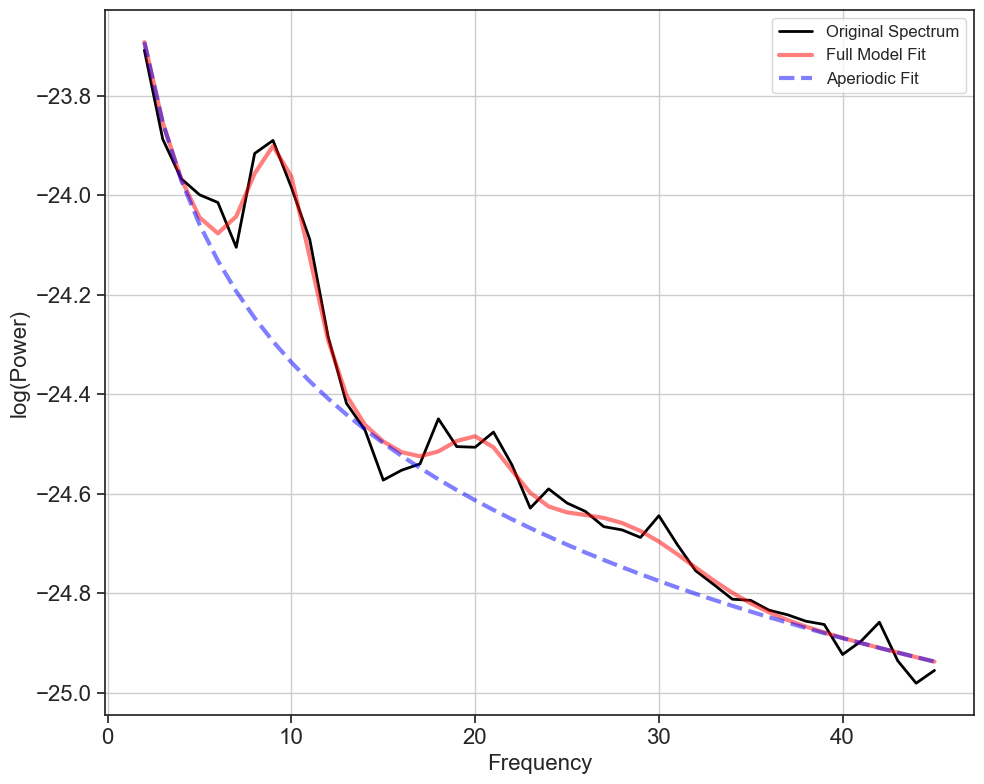 Original Spectrum
Full Model Fit
Aperiodic Fit
log(Power)
−23.8
−24.0
−24.2
−24.4
−24.6
−24.8
−25.0
0 10 20 30 40
Frequency